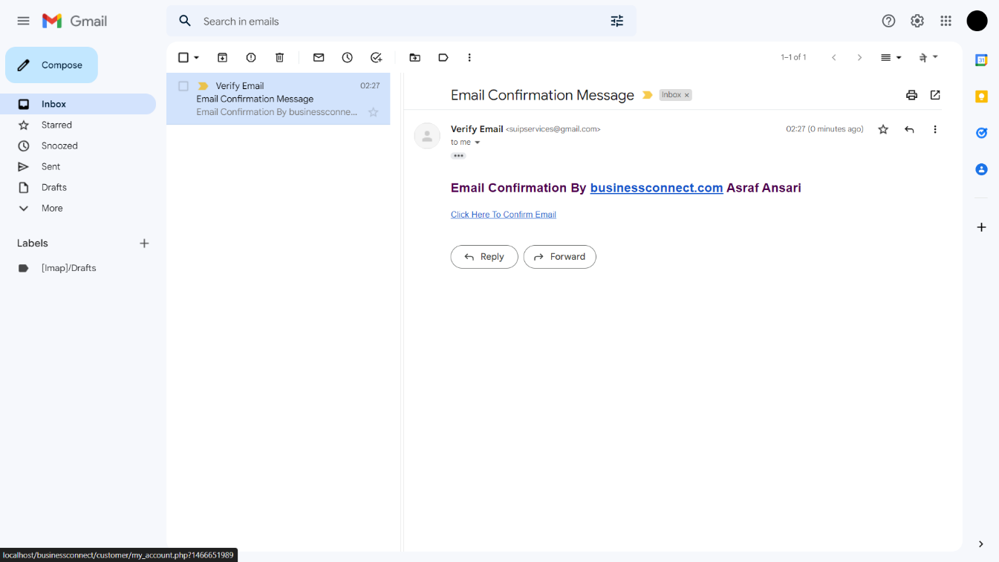 Gmail
Search in emails
Compose
1–1 of 1
Inbox
Starred
Snoozed
Sent
Drafts
More
Labels
[Imap]/Drafts
Verify Email 02:27
Email Confirmation Message
Email Confirmation By businessconne...
Email Confirmation Message Inbox ×
Verify Email <suipservices@gmail.com> 02:27 (0 minutes ago)
to me
Email Confirmation By businessconnect.com Asraf Ansari
Click Here To Confirm Email
Reply Forward
31
localhost/businessconnect/customer/my_account.php?1466651989